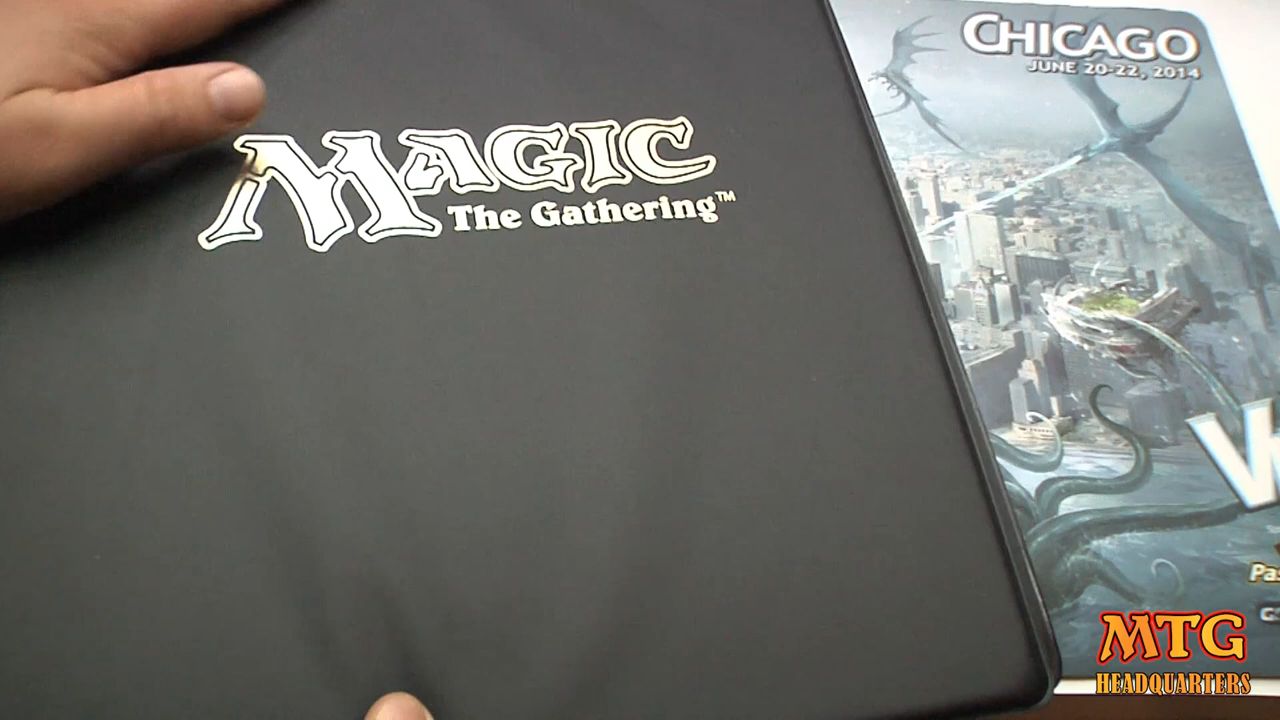 MAGIC
The Gathering™
CHICAGO
JUNE 20-22, 2014
MTG
HEADQUARTERS